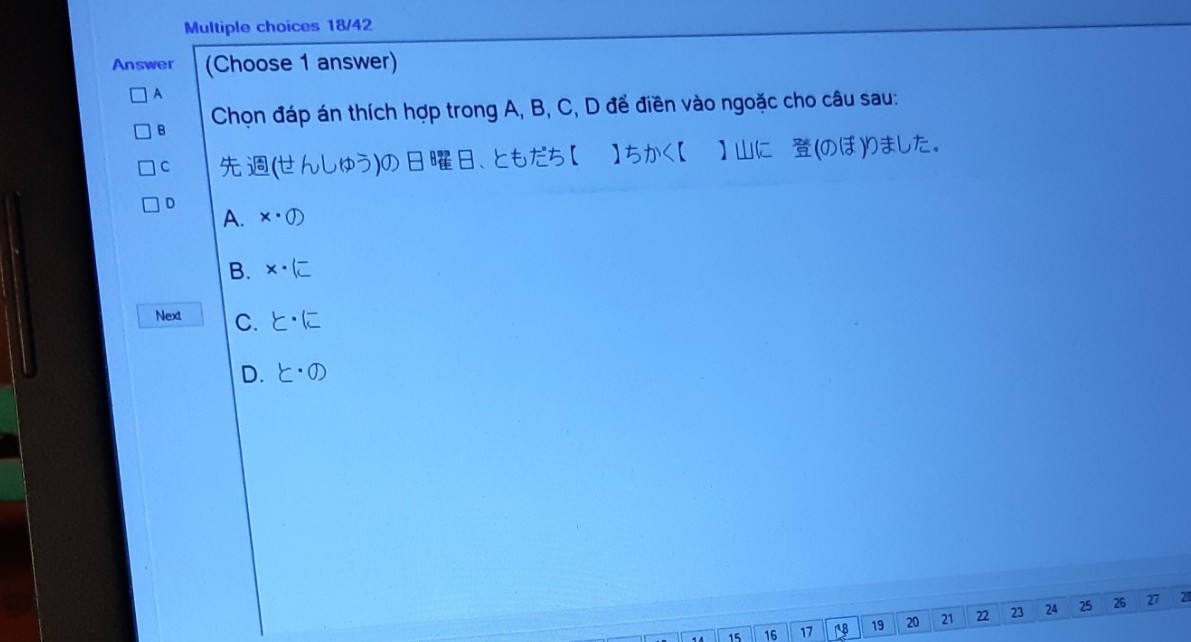 Multiple choices 18/42
Answer
(Choose 1 answer)
A
B
C
D
Chọn đáp án thích hợp trong A, B, C, D để điền vào ngoặc cho câu sau:
先週(せんしゅう)の日曜日、ともだち【　】ちかく【　】山に　登(のぼ)りました。
A. ×・の
B. ×・に
C. と・に
D. と・の
Next
15 16 17 18 19 20 21 22 23 24 25 26 27